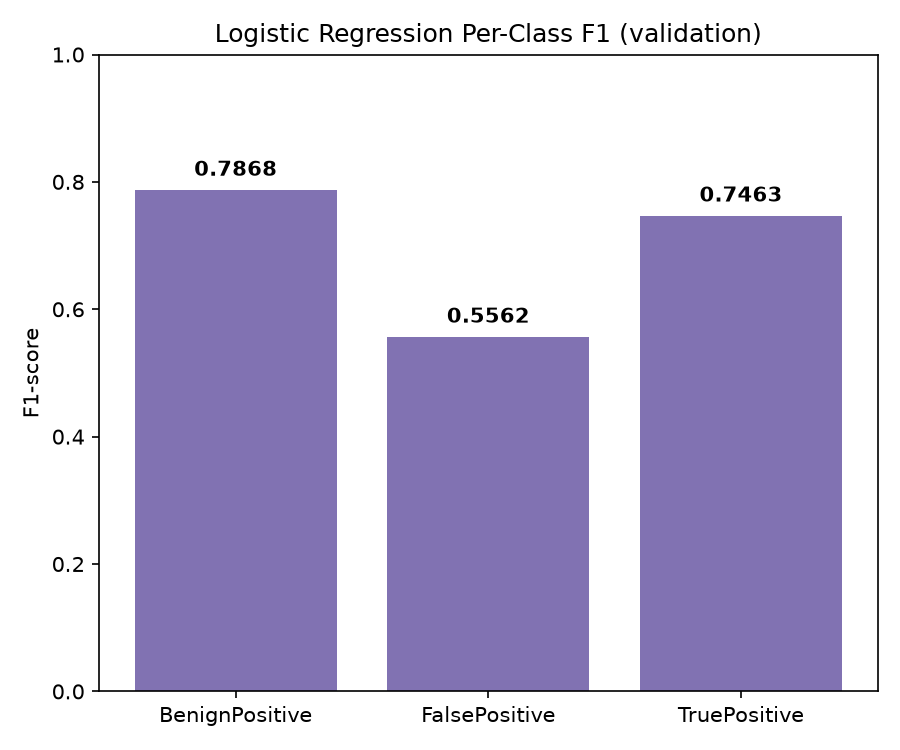 Logistic Regression Per-Class F1 (validation)
1.0
0.8
0.6
0.4
0.2
0.0
F1-score
0.7868
0.5562
0.7463
BenignPositive
FalsePositive
TruePositive